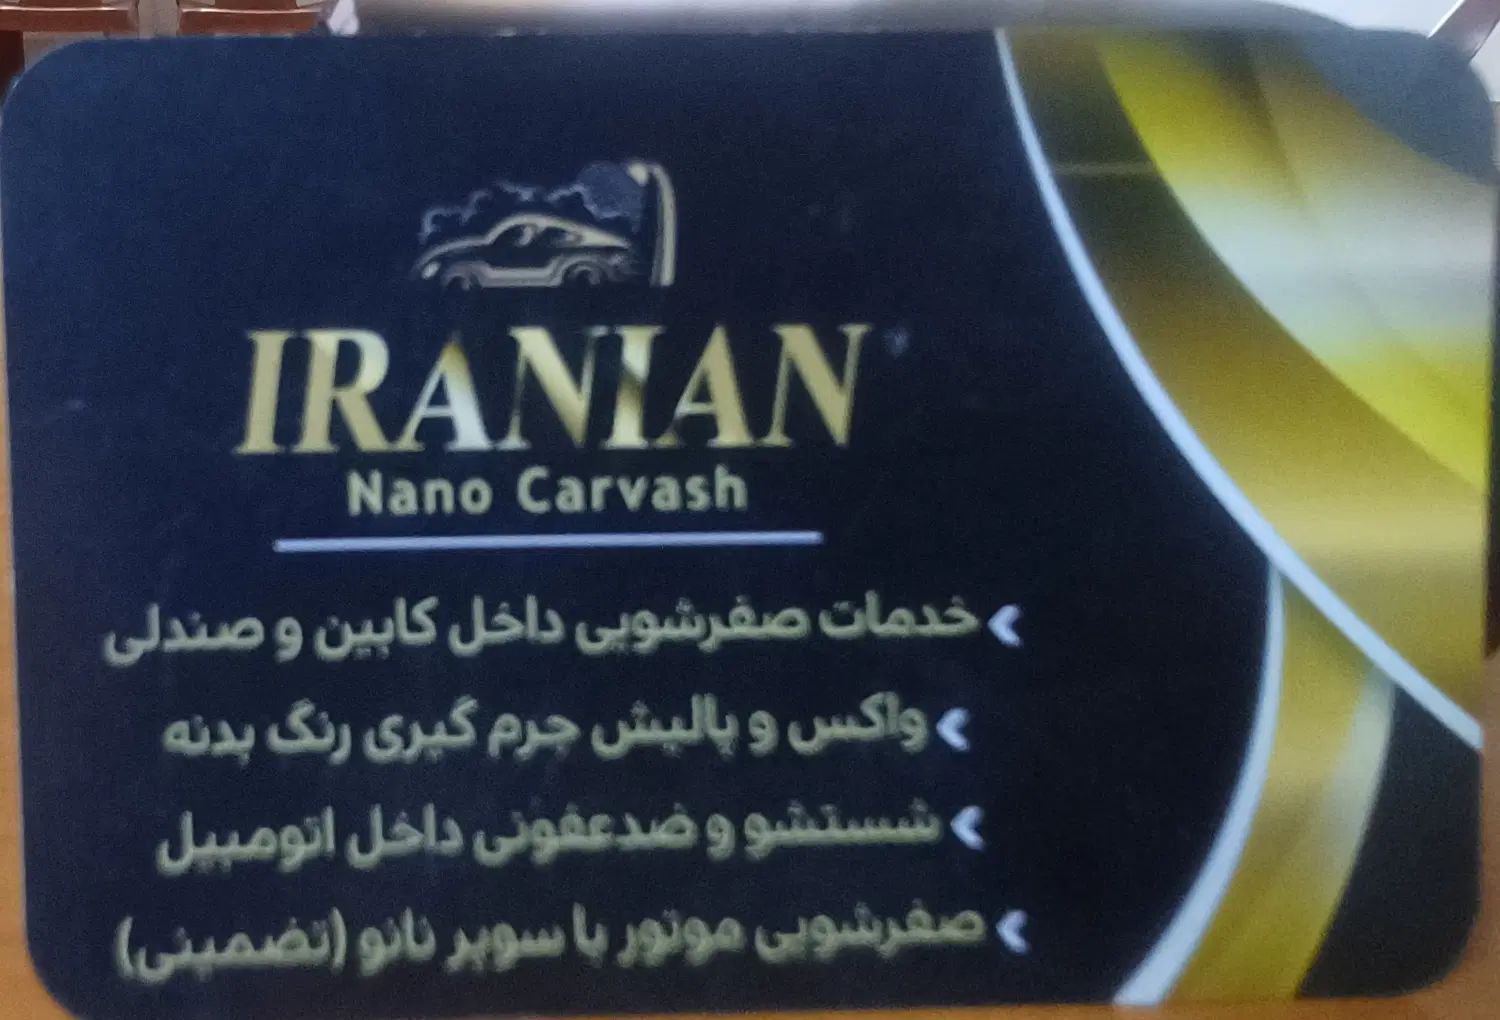 IRANIAN
Nano Carvash
خدمات صفرشویی داخل کابین و صندلی
واکس و پالیش جرم گیری رنگ بدنه
شستشو و ضدعفونی داخل اتومبیل
صفرشویی موتور با سوپر نانو (تضمینی)